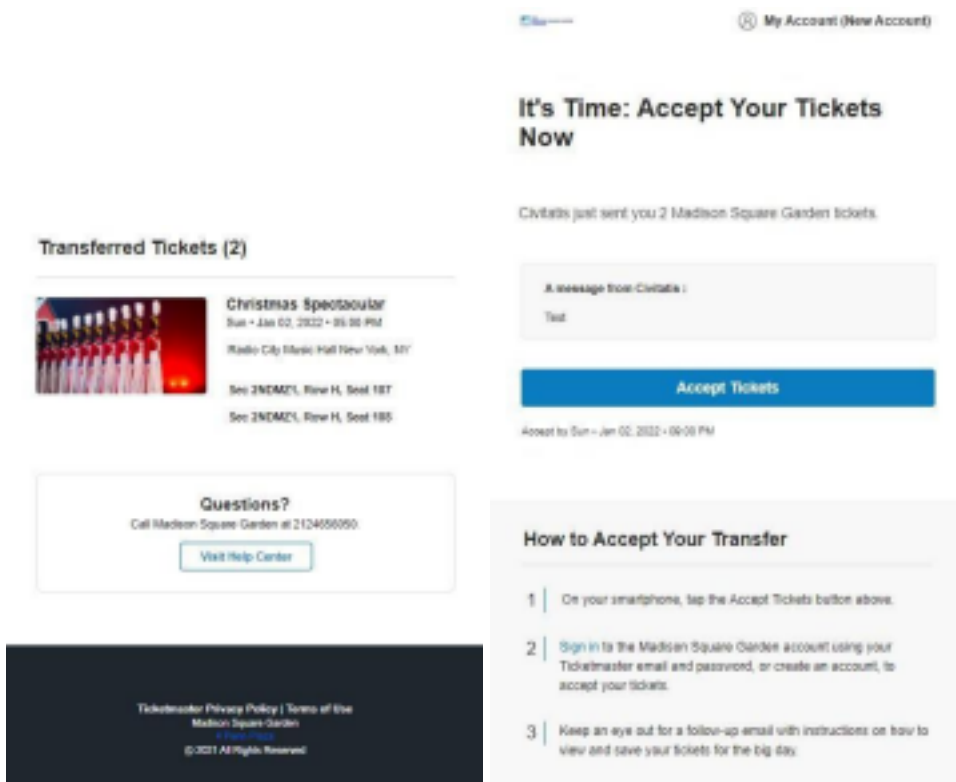 Transferred Tickets (2)
Christmas Spectacular
Sun • Jan 02, 2022 • 05:00 PM
Radio City Music Hall New York, NY
Sec 2NDMZ1, Row H, Seat 107
Sec 2NDMZ1, Row H, Seat 108
Questions?
Call Madison Square Garden at 2124656050.
Visit Help Center
Ticketmaster Privacy Policy | Terms of Use
Madison Square Garden
© 2021 All Rights Reserved
My Account (New Account)
It's Time: Accept Your Tickets
Now
Civitatis just sent you 2 Madison Square Garden tickets.
A message from Civitatis :
Test
Accept Tickets
Accept by Sun • Jan 02, 2022 • 09:00 PM
How to Accept Your Transfer
1 On your smartphone, tap the Accept Tickets button above.
2 Sign in to the Madison Square Garden account using your
Ticketmaster email and password, or create an account, to
accept your tickets.
3 Keep an eye out for a follow-up email with instructions on how to
view and save your tickets for the big day.